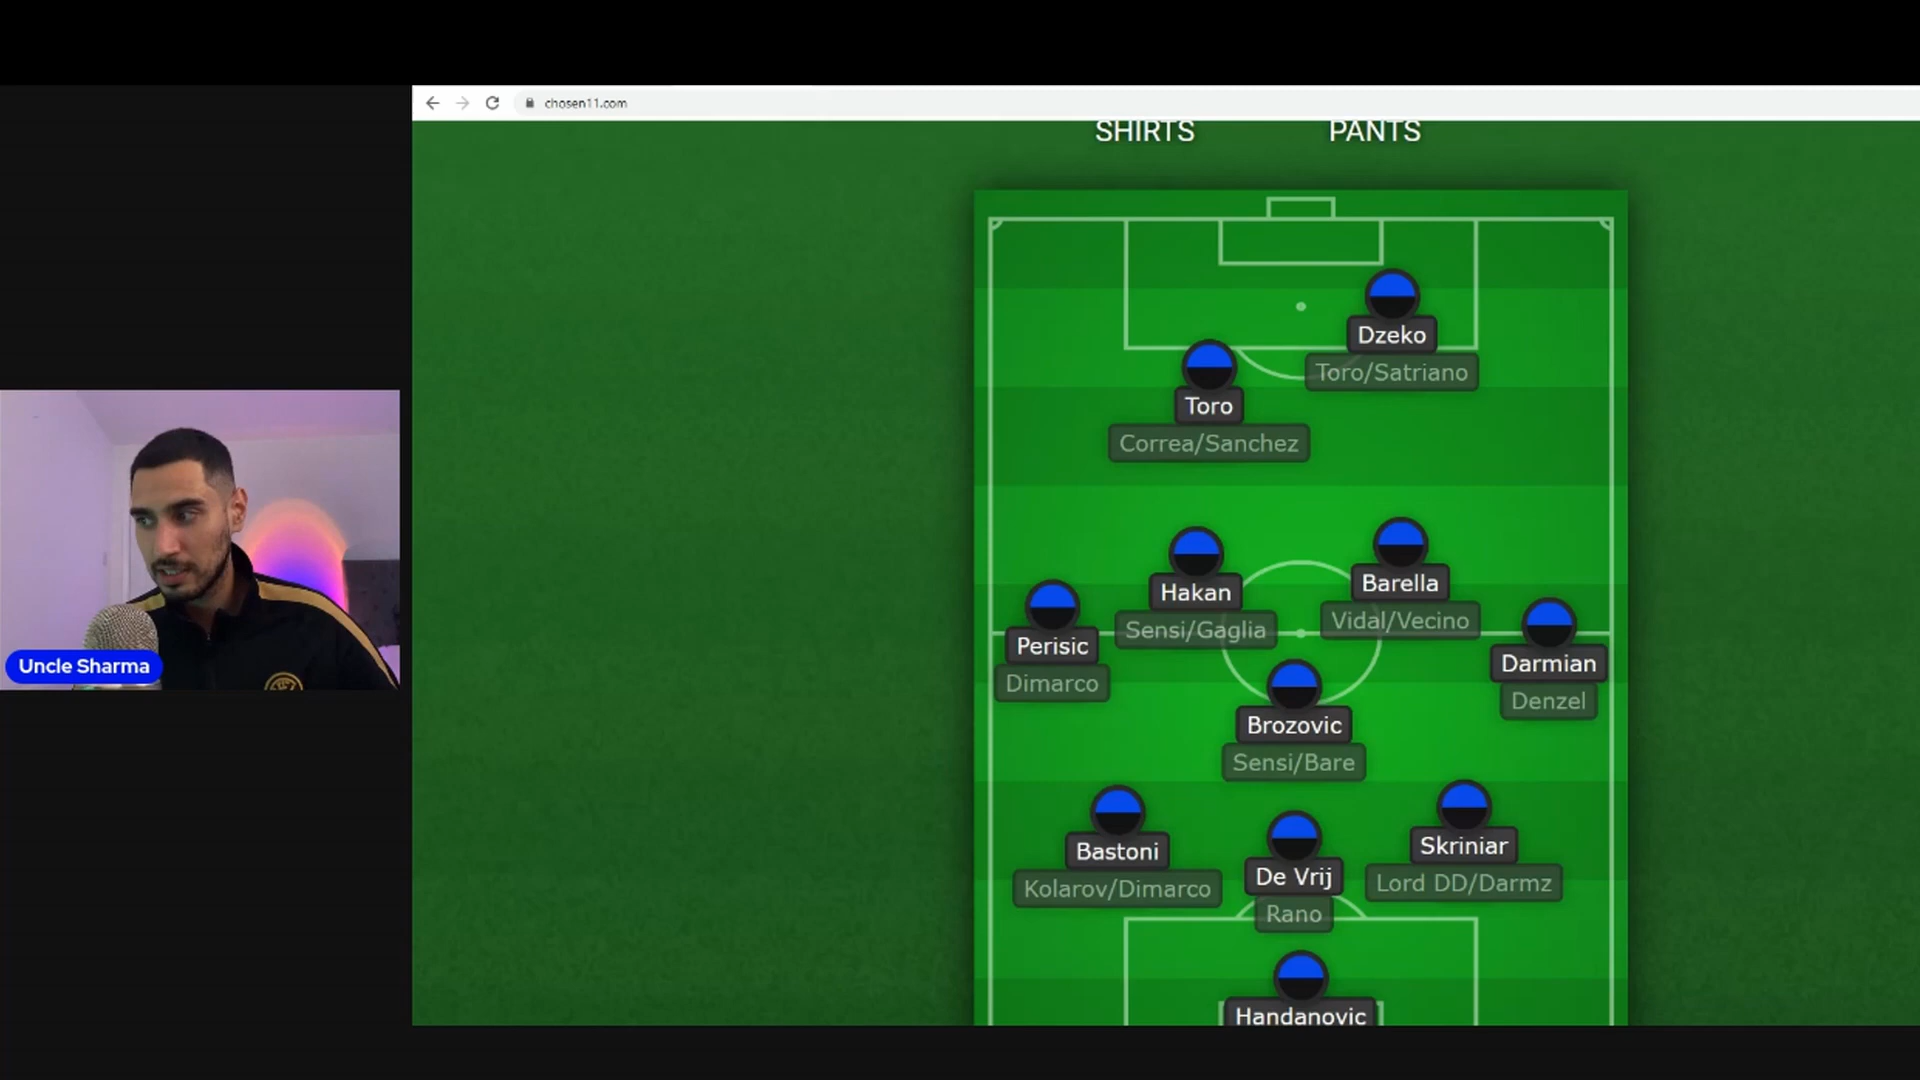 chosen11.com
SHIRTS PANTS
Dzeko
Toro/Satriano
Toro
Correa/Sanchez
Hakan
Sensi/Gaglia
Barella
Vidal/Vecino
Perisic
Dimarco
Darmian
Denzel
Brozovic
Sensi/Bare
Bastoni
Kolarov/Dimarco
De Vrij
Rano
Skriniar
Lord DD/Darmz
Handanovic
Uncle Sharma